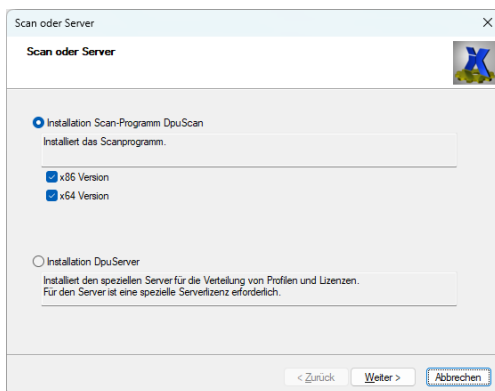 Scan oder Server
Scan oder Server
Installation Scan-Programm DpuScan
Installiert das Scanprogramm.
x86 Version
x64 Version
Installation DpuServer
Installiert den speziellen Server für die Verteilung von Profilen und Lizenzen.
Für den Server ist eine spezielle Serverlizenz erforderlich.
< Zurück Weiter > Abbrechen